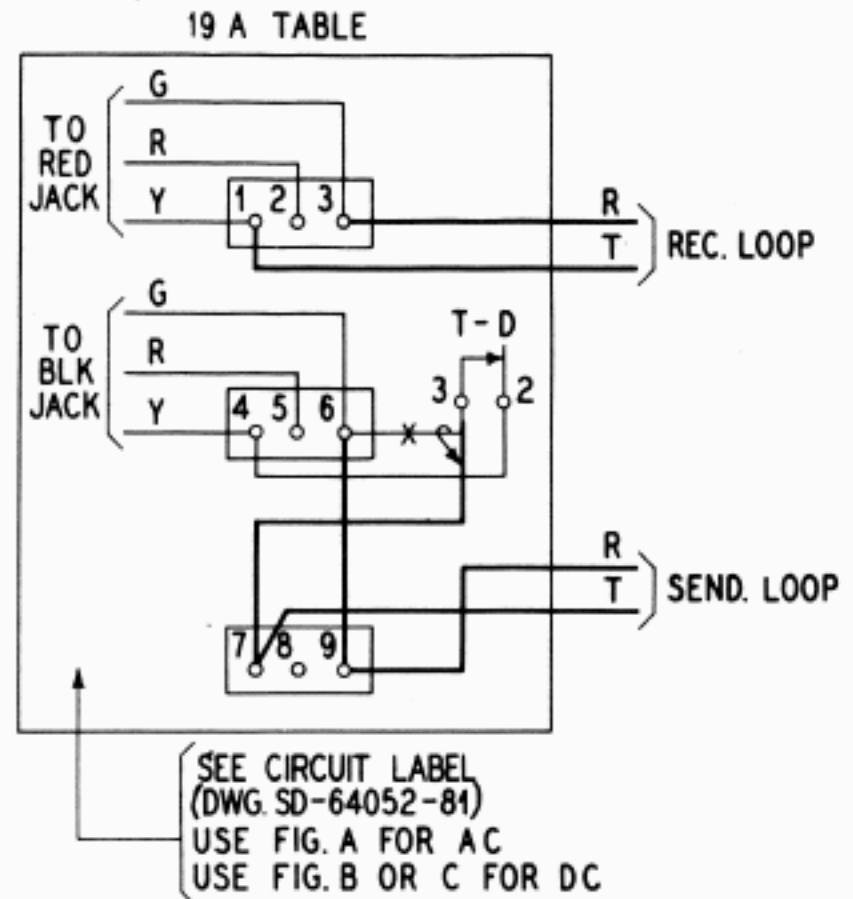 19 A TABLE
G
TO
RED
JACK
R
Y
1 2 3
R
T
REC. LOOP
G
TO
BLK
JACK
R
Y
4 5 6
X
T-D
3 2
R
T
SEND. LOOP
7 8 9
SEE CIRCUIT LABEL
(DWG. SD-64052-81)
USE FIG. A FOR AC
USE FIG. B OR C FOR DC